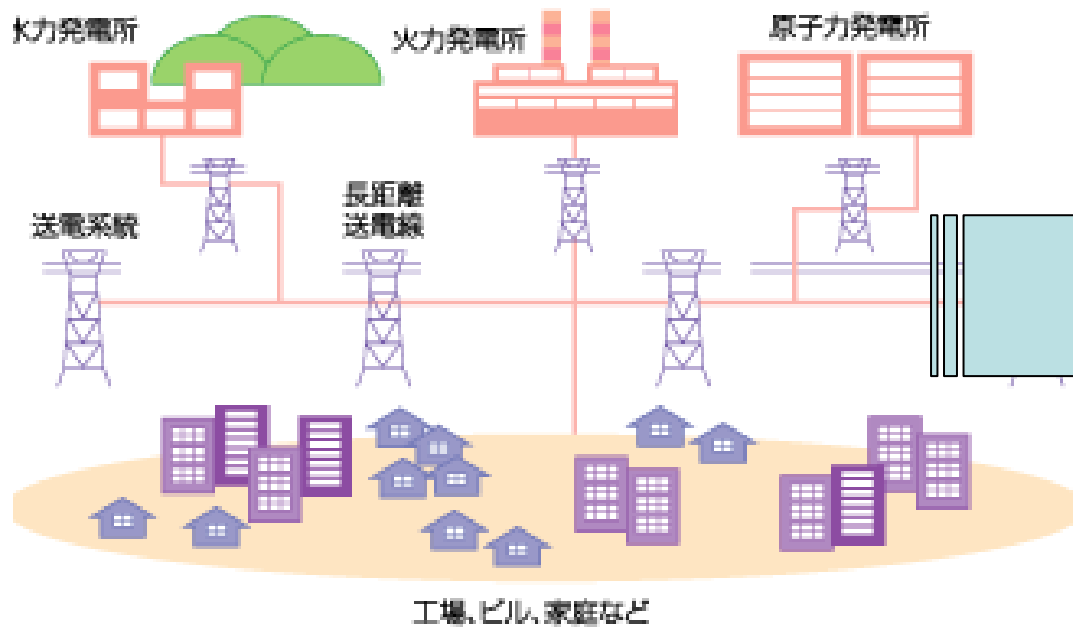 水力発電所
火力発電所
原子力発電所
送電系統
長距離
送電線
工場、ビル、家庭など